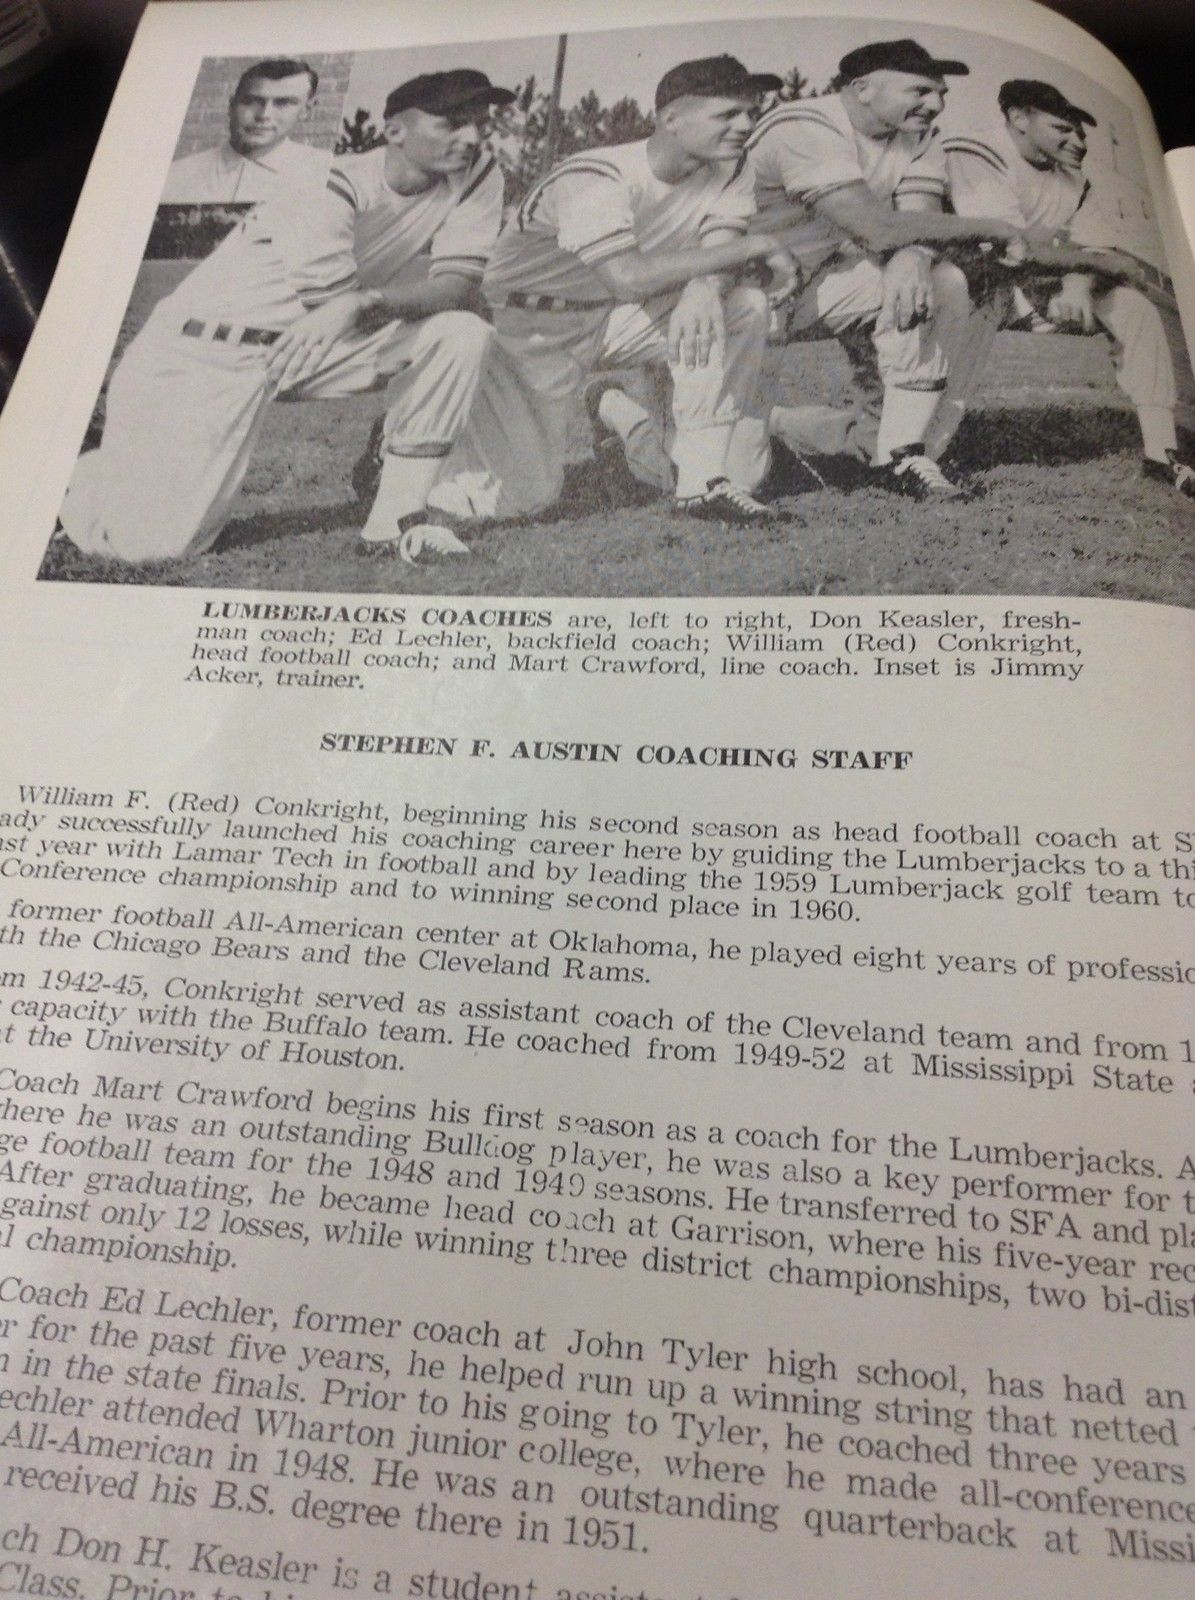 LUMBERJACKS COACHES are, left to right, Don Keasler, fresh-
man coach; Ed Lechler, backfield coach; William (Red) Conkright,
head football coach; and Mart Crawford, line coach. Inset is Jimmy
Acker, trainer.
STEPHEN F. AUSTIN COACHING STAFF
William F. (Red) Conkright, beginning his second season as head football coach at
successfully launched his coaching career here by guiding the Lumberjacks to a
year with Lamar Tech in football and by leading the 1959 Lumberjack golf team
Conference championship and to winning second place in 1960.
former football All-American center at Oklahoma, he played eight years of
the Chicago Bears and the Cleveland Rams.
1942-45, Conkright served as assistant coach of the Cleveland team and from
capacity with the Buffalo team. He coached from 1949-52 at Mississippi State
the University of Houston.
Coach Mart Crawford begins his first season as a coach for the Lumberjacks.
where he was an outstanding Bulldog player, he was also a key performer for
football team for the 1948 and 1949 seasons. He transferred to SFA and
After graduating, he became head coach at Garrison, where his five-year
against only 12 losses, while winning three district championships, two
championship.
Coach Ed Lechler, former coach at John Tyler high school, has had an
for the past five years, he helped run up a winning string that netted
in the state finals. Prior to his going to Tyler, he coached three years
Lechler attended Wharton junior college, where he made all-conference
All-American in 1948. He was an outstanding quarterback at
received his B.S. degree there in 1951.
Don H. Keasler is a student
Class. Prior to